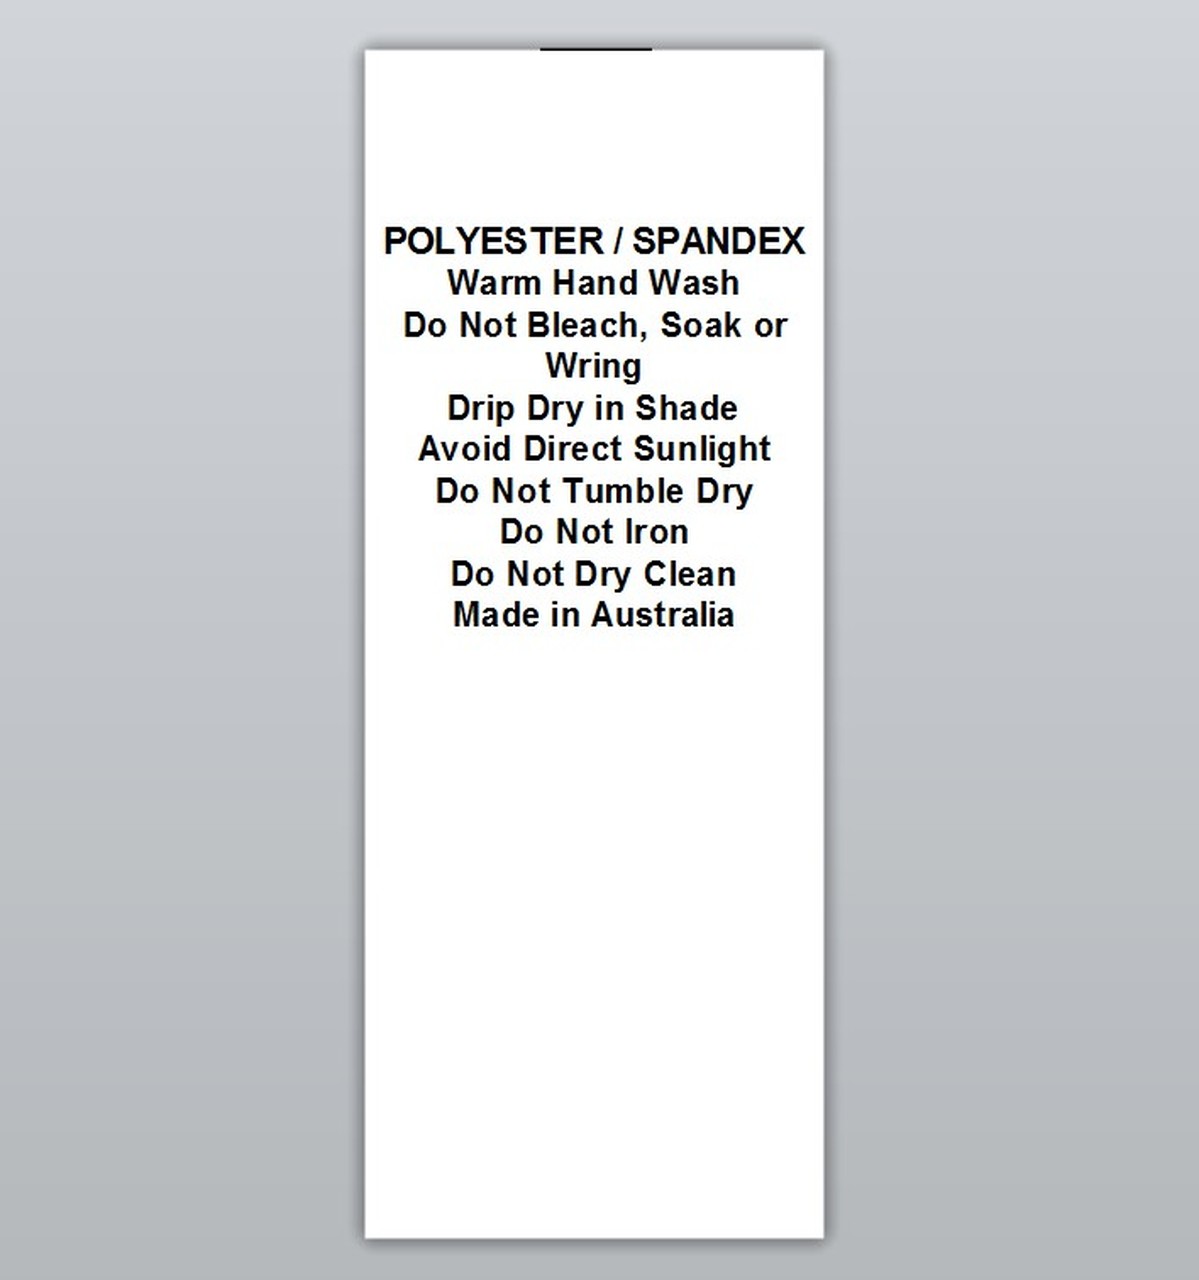 POLYESTER / SPANDEX
Warm Hand Wash
Do Not Bleach, Soak or
Wring
Drip Dry in Shade
Avoid Direct Sunlight
Do Not Tumble Dry
Do Not Iron
Do Not Dry Clean
Made in Australia